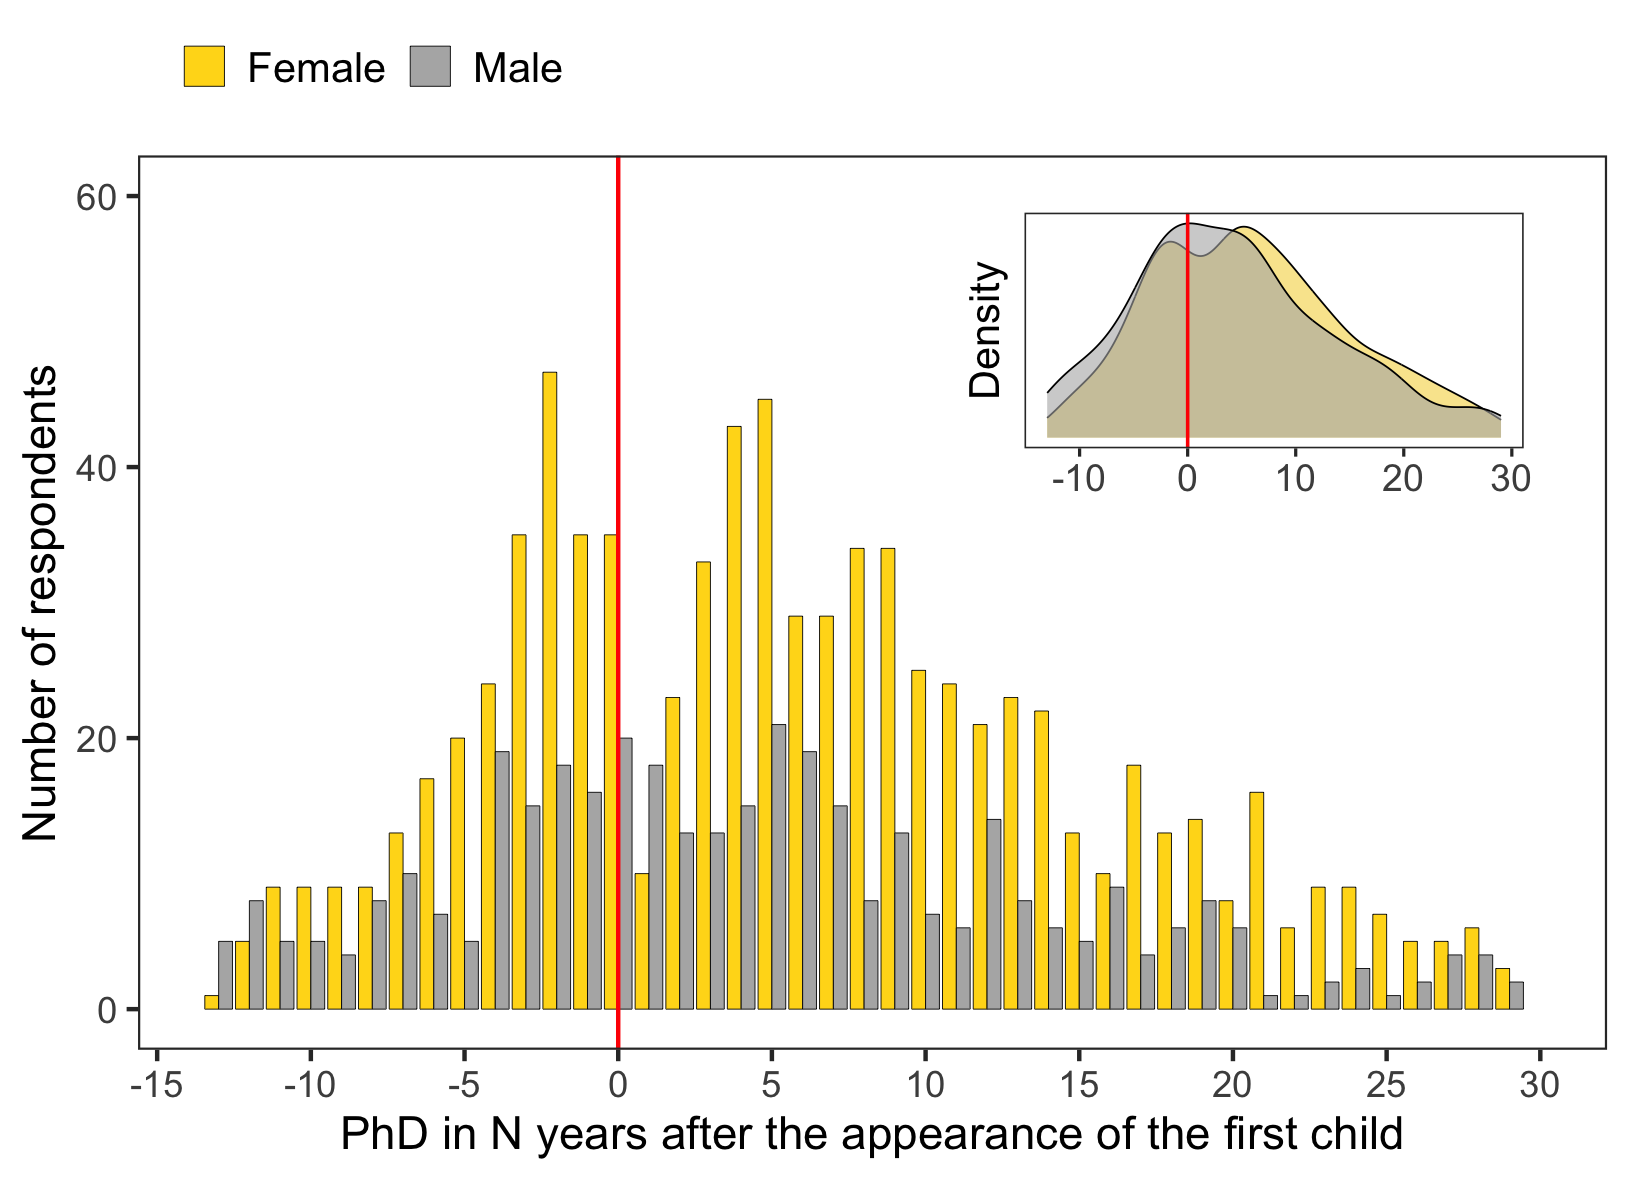 Female Male
60
40
20
0
Number of respondents
Density
-10 0 10 20 30
-15 -10 -5 0 5 10 15 20 25 30
PhD in N years after the appearance of the first child